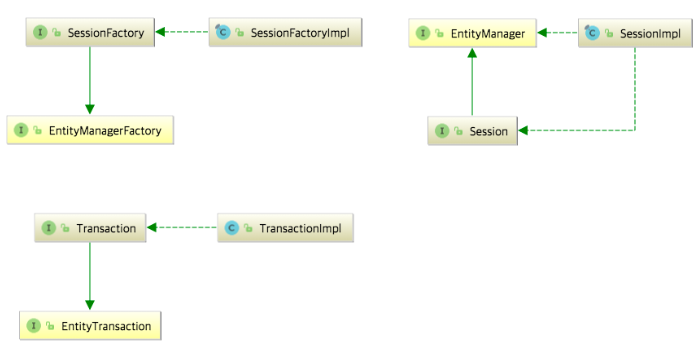 I SessionFactory
C SessionFactoryImpl
I EntityManager
C SessionImpl
I EntityManagerFactory
I Session
I Transaction
C TransactionImpl
I EntityTransaction